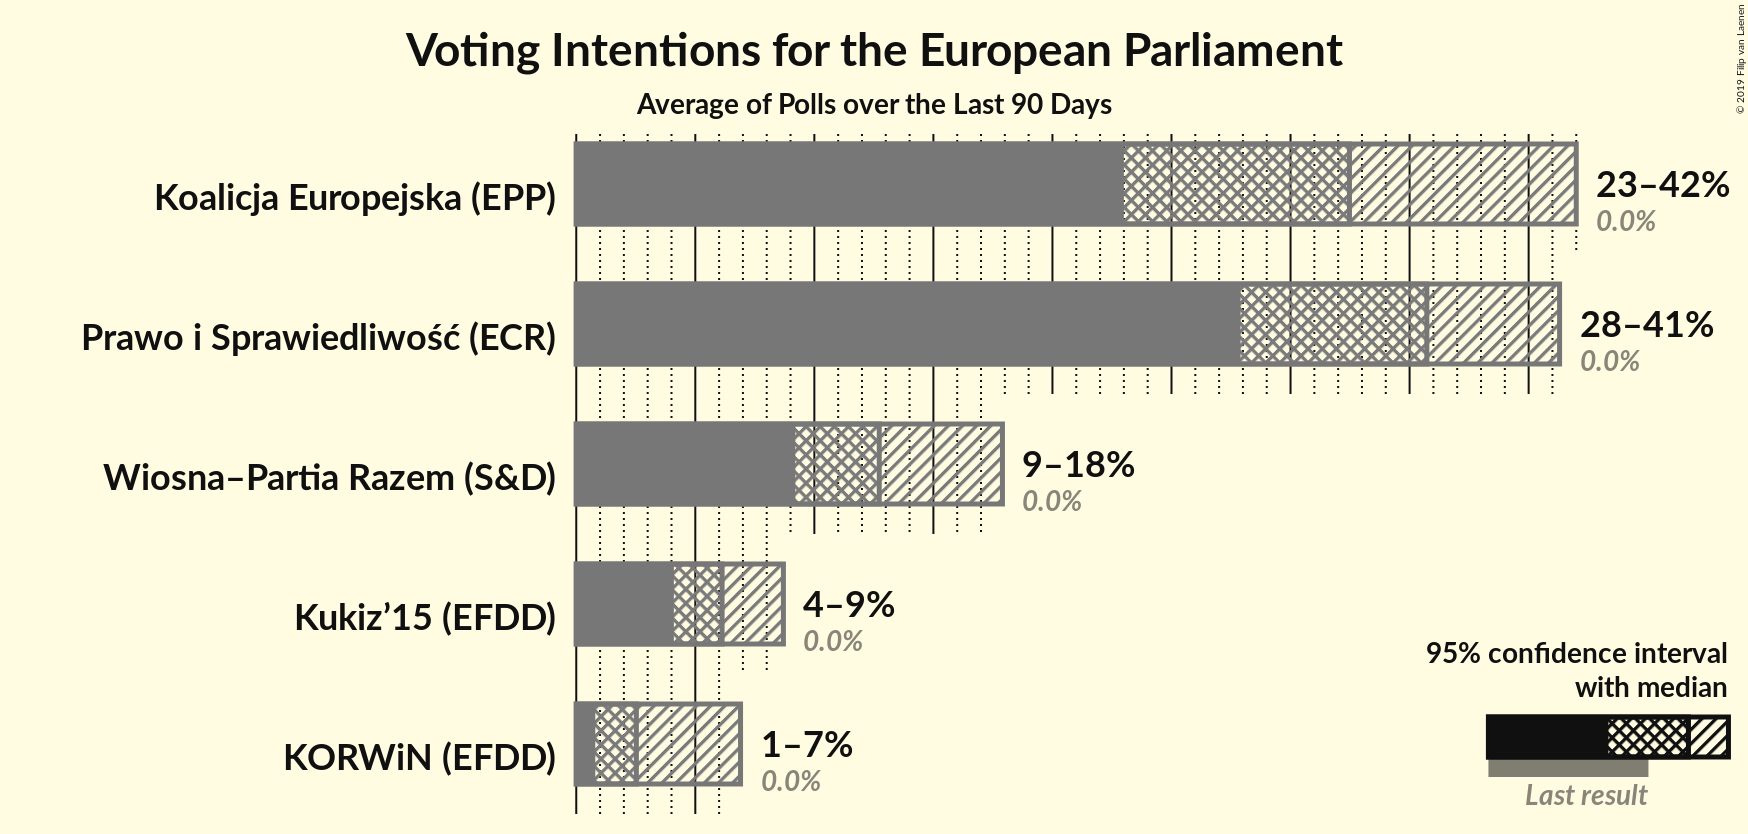 Voting Intentions for the European Parliament
Average of Polls over the Last 90 Days
© 2019 Filip van Laenen
Koalicja Europejska (EPP)
23–42%
0.0%
Prawo i Sprawiedliwość (ECR)
28–41%
0.0%
Wiosna–Partia Razem (S&D)
9–18%
0.0%
Kukiz’15 (EFDD)
4–9%
0.0%
KORWiN (EFDD)
1–7%
0.0%
95% confidence interval
with median
Last result